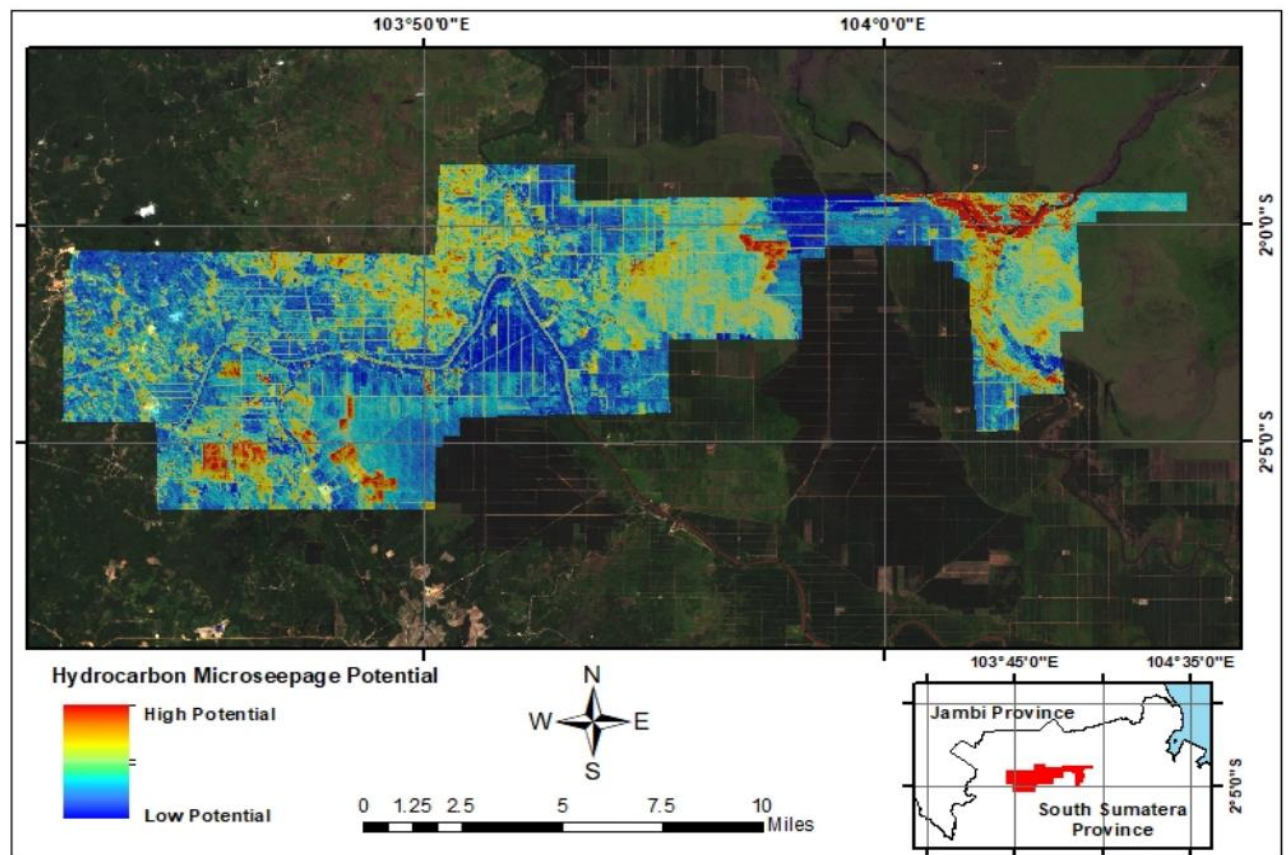 103°50'0"E
104°0'0"E
2°0'0"S
2°5'0"S
Hydrocarbon Microseepage Potential
High Potential
Low Potential
N
W
E
S
0 1.25 2.5 5 7.5 10
Miles
103°45'0"E
104°35'0"E
Jambi Province
2°5'0"S
South Sumatera
Province